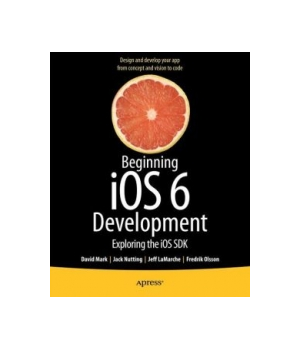 Design and develop your app
from concept and vision to code
Beginning
iOS 6
Development
Exploring the iOS SDK
David Mark | Jack Nutting | Jeff LaMarche | Fredrik Olsson
Apress®